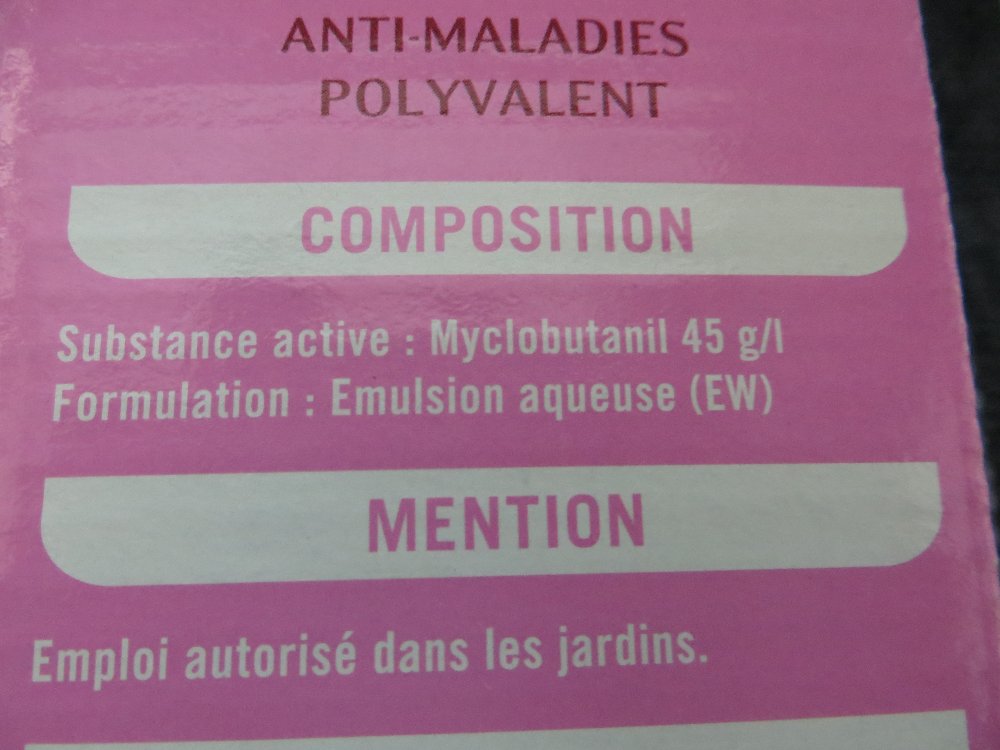 ANTI-MALADIES
POLYVALENT
COMPOSITION
Substance active : Myclobutanil 45 g/l
Formulation : Emulsion aqueuse (EW)
MENTION
Emploi autorisé dans les jardins.